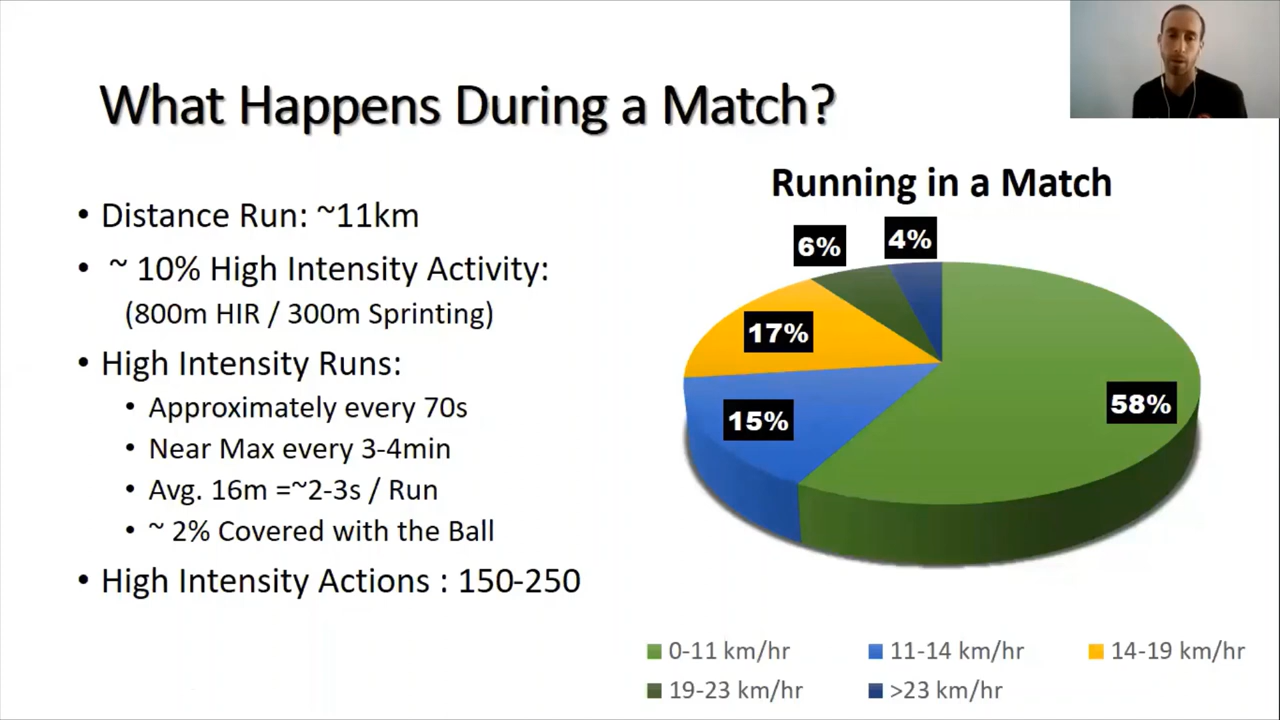 What Happens During a Match?
• Distance Run: ~11km
• ~ 10% High Intensity Activity:
(800m HIR / 300m Sprinting)
• High Intensity Runs:
• Approximately every 70s
• Near Max every 3-4min
• Avg. 16m =~2-3s / Run
• ~ 2% Covered with the Ball
• High Intensity Actions : 150-250
Running in a Match
6%
4%
17%
58%
15%
0-11 km/hr
11-14 km/hr
14-19 km/hr
19-23 km/hr
>23 km/hr